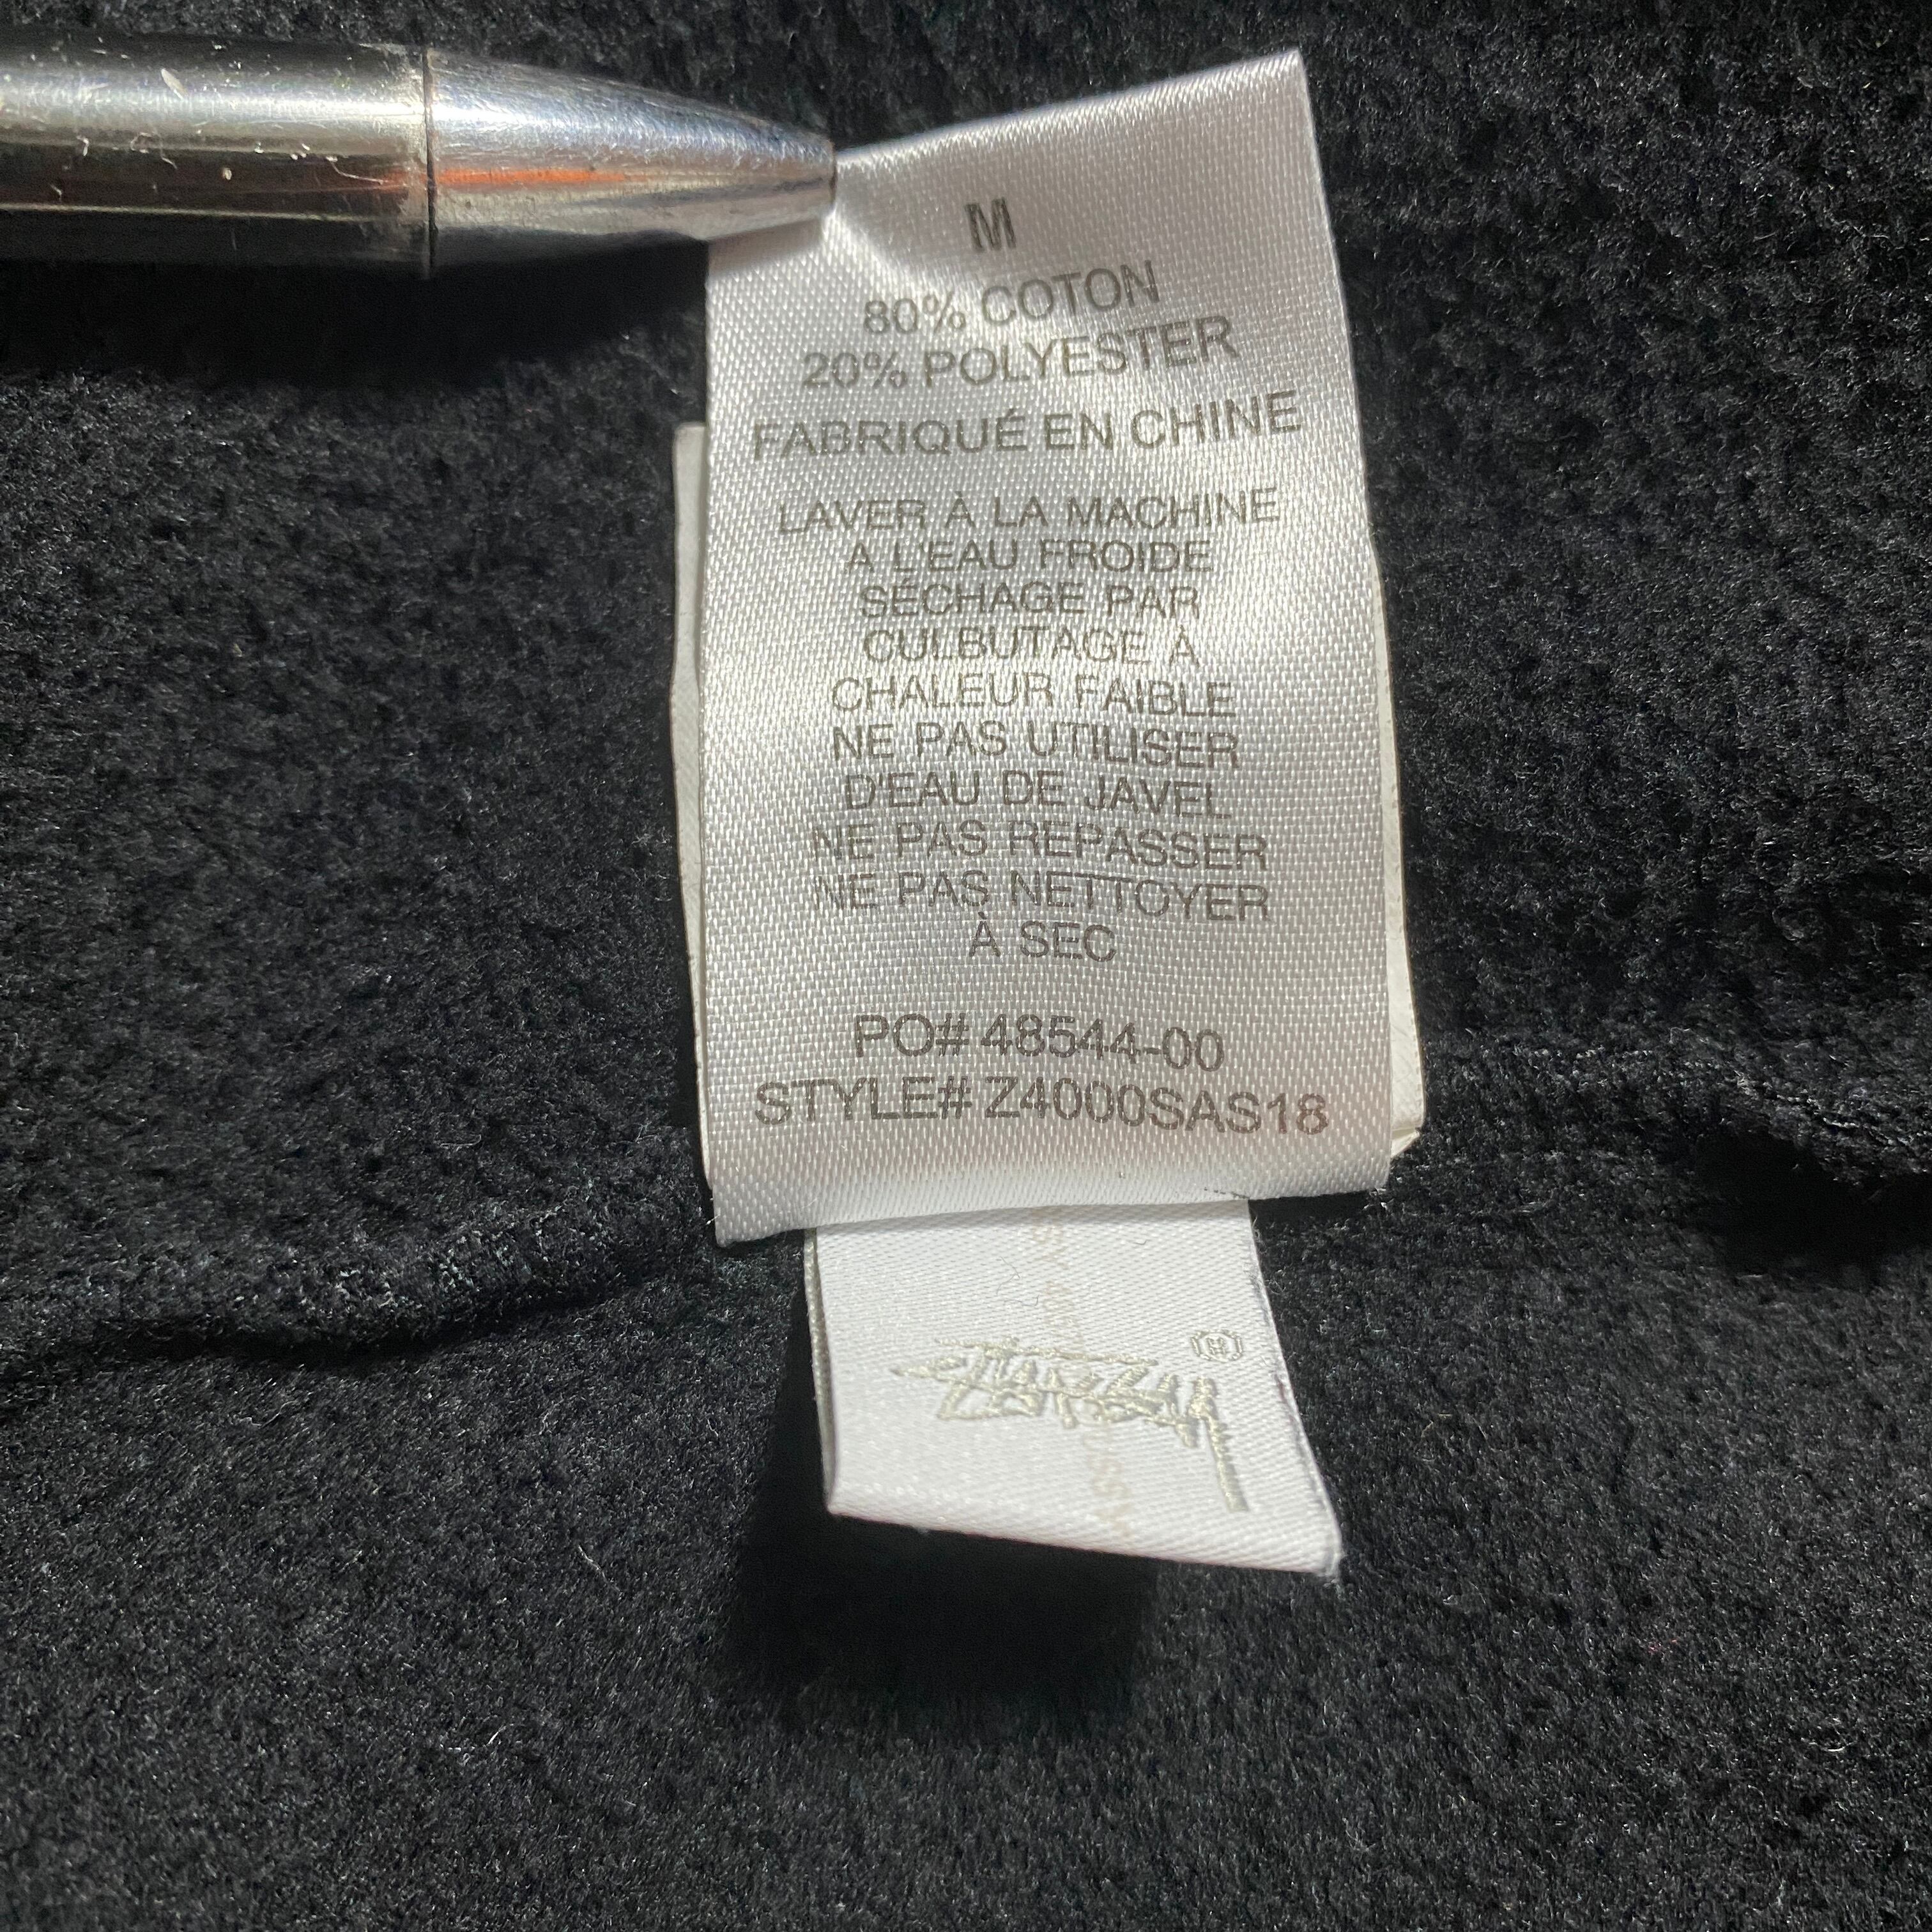 M
80% COTON
20% POLYESTER
FABRIQUÉ EN CHINE
LAVER À LA MACHINE
A L'EAU FROIDE
SÉCHAGE PAR
CULBUTAGE À
CHALEUR FAIBLE
NE PAS UTILISER
D'EAU DE JAVEL
NE PAS REPASSER
NE PAS NETTOYER
À SEC
PO# 48544-00
STYLE# Z4000SAS18